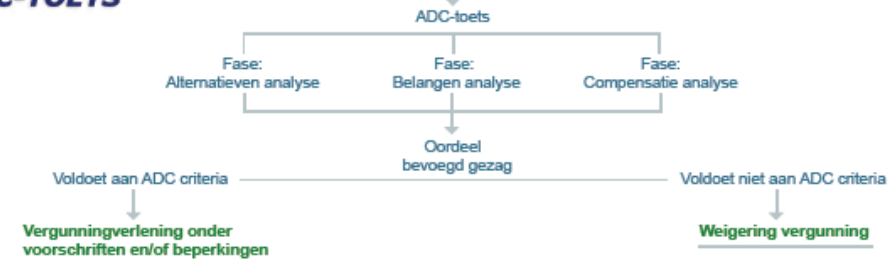 C-TOETS
ADC-toets
Fase:
Alternatieven analyse
Fase:
Belangen analyse
Fase:
Compensatie analyse
Oordeel
bevoegd gezag
Voldoet aan ADC criteria
Voldoet niet aan ADC criteria
Vergunningverlening onder
voorschriften en/of beperkingen
Weigering vergunning